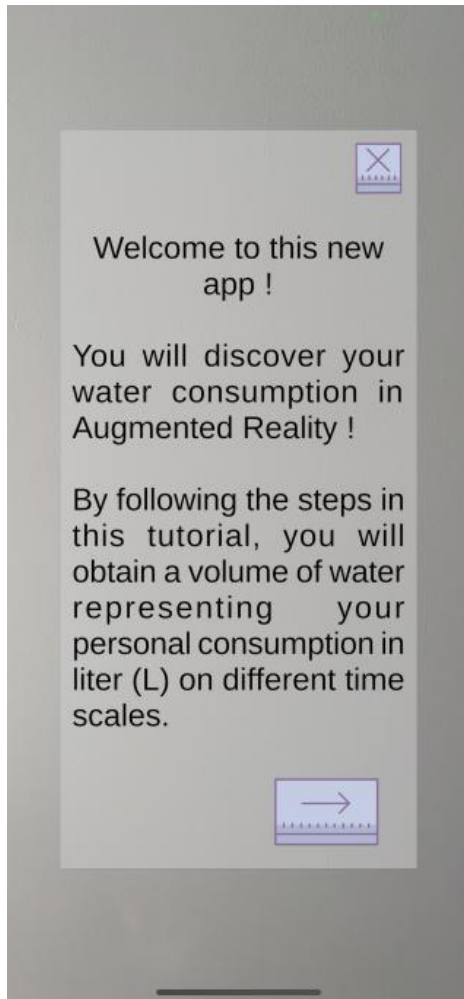 Welcome to this new
app !
You will discover your
water consumption in
Augmented Reality !
By following the steps in
this tutorial, you will
obtain a volume of water
representing your
personal consumption in
liter (L) on different time
scales.